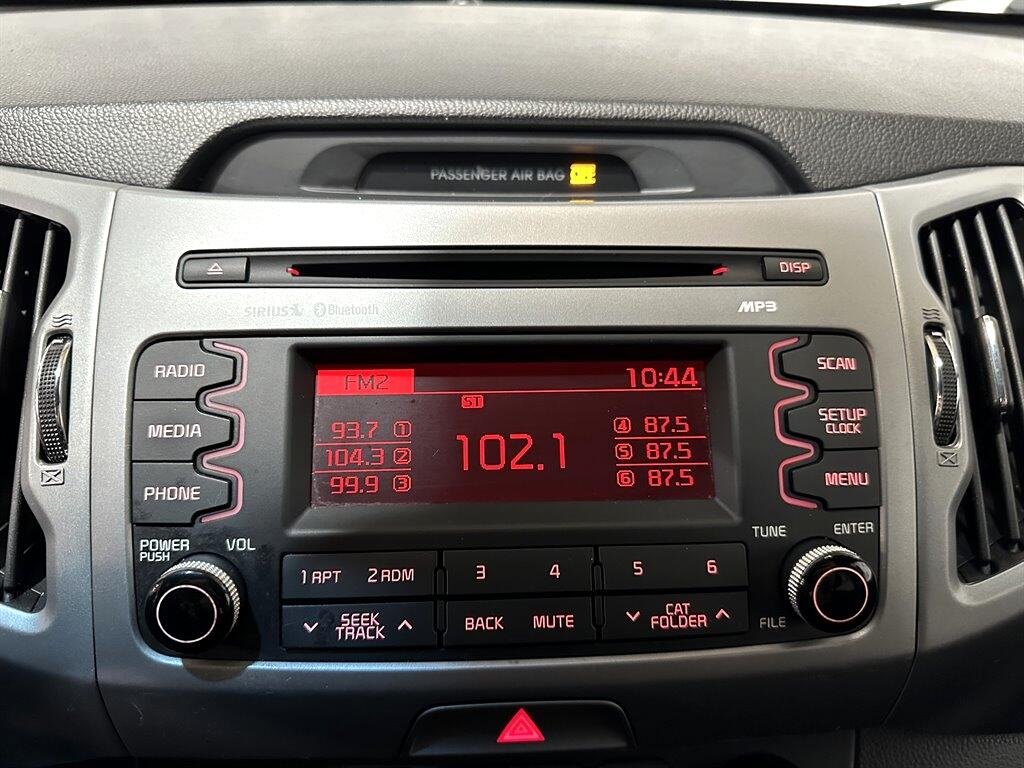 PASSENGER AIR BAG
DISP
SIRIUS Bluetooth MP3
RADIO
MEDIA
PHONE
FM2 10:44
ST
93.7 1
104.3 2
99.9 3
102.1
4 87.5
5 87.5
6 87.5
SCAN
SETUP
CLOCK
MENU
POWER
PUSH
VOL
TUNE
ENTER
FILE
1 RPT 2 RDM 3 4 5 6
SEEK
TRACK
BACK MUTE
CAT
FOLDER